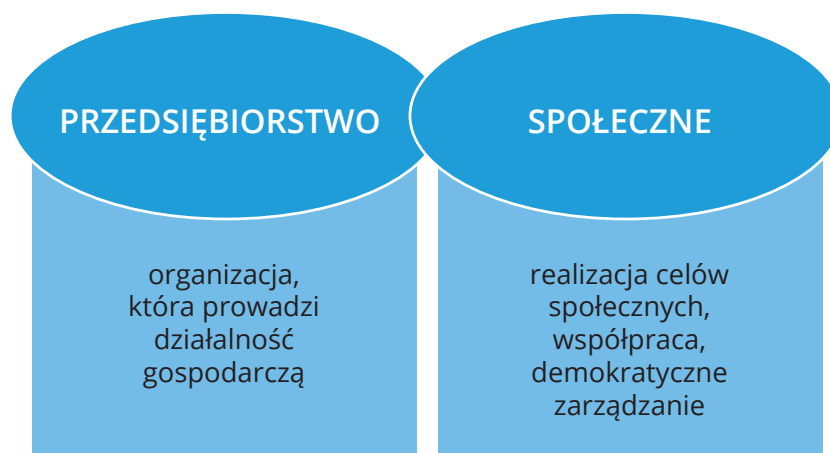 PRZEDSIĘBIORSTWO
organizacja,
która prowadzi
działalność
gospodarczą
SPOŁECZNE
realizacja celów
społecznych,
współpraca,
demokratyczne
zarządzanie